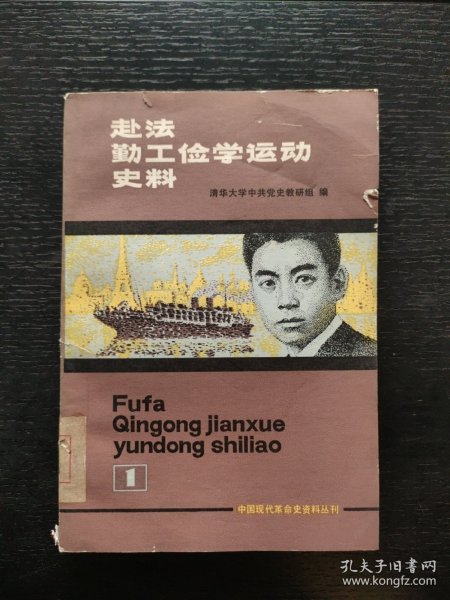 赴法
勤工俭学运动
史料
清华大学中共党史教研组 编
Fufa
Qingong jianxue
yundong shiliao
1
中国现代革命史资料丛刊
孔夫子旧书网
www.kongfz.com